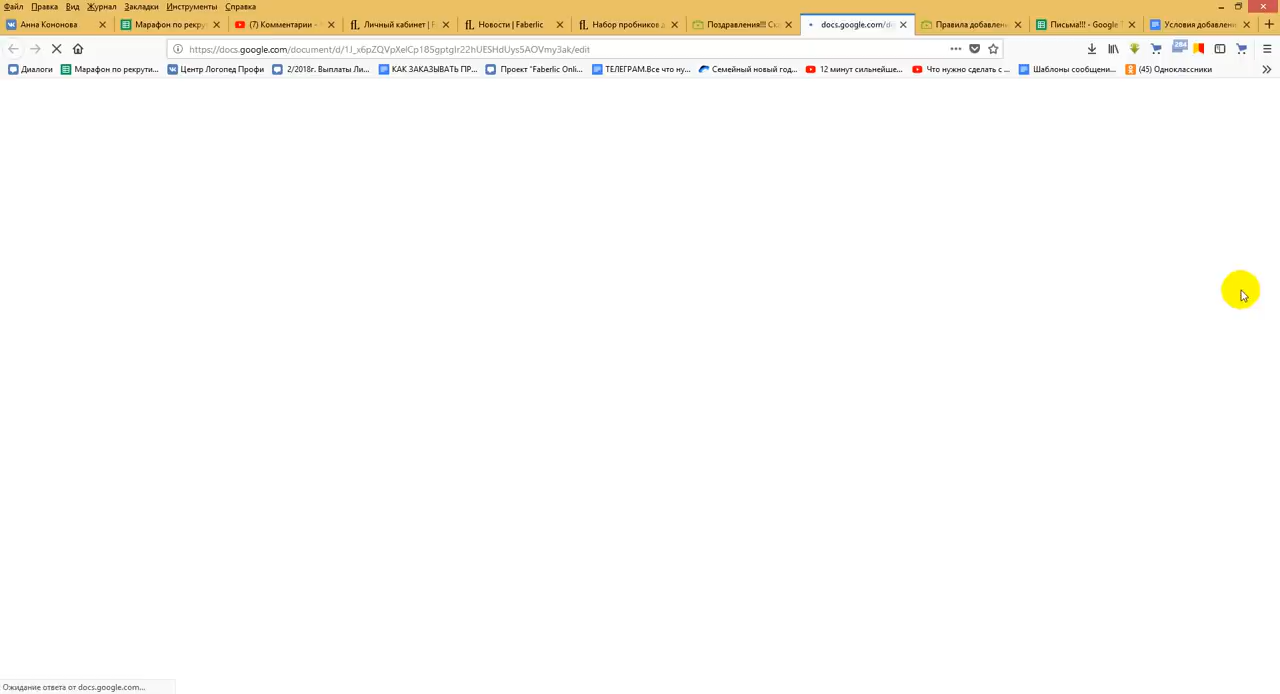 Файл Правка Вид Журнал Закладки Инструменты Справка
Анна Кононова Марафон по рекру (7) Комментарии - Личный кабинет | F Новости | Faberlic Набор пробников д Поздравления!!! Ск docs.google.com/d Правила добавлен Письма!!! - Google Условия добавлен
docs.google.com/document/d/
Диалоги Марафон по рекрути... Центр Логопед Профи 2/2018г. Выплаты Ли... КАК ЗАКАЗЫВАТЬ ПР... Проект "Faberlic Onli... ТЕЛЕГРАМ.Все что ну... Семейный новый год... 12 минут сильнейше... Что нужно сделать с ... Шаблоны сообщени... (45) Одноклассники
284
Ожидание ответа от docs.google.com...